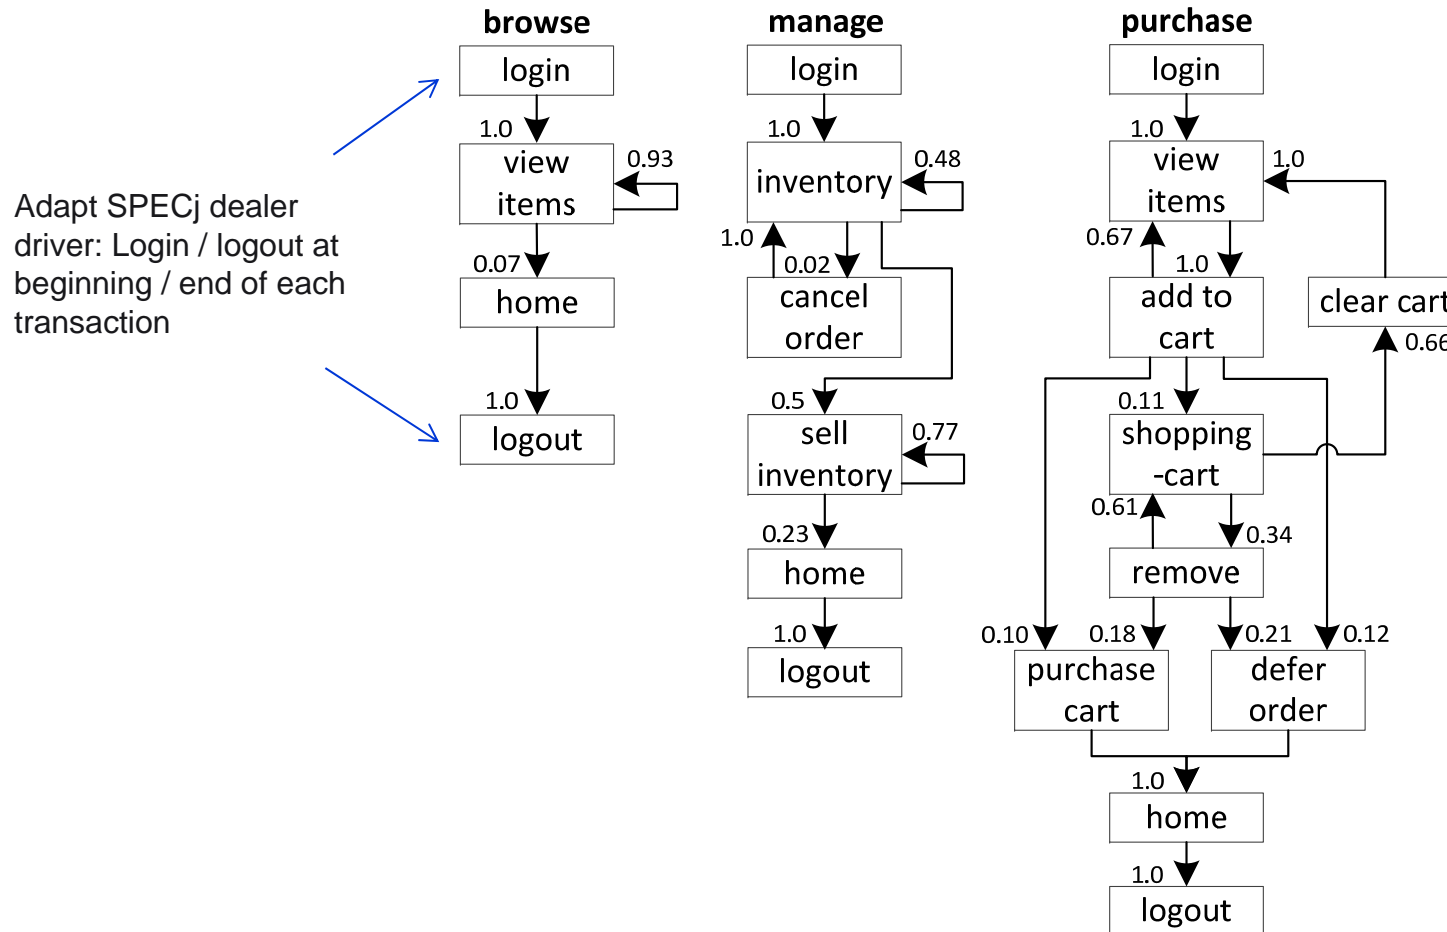 Adapt SPECj dealer
driver: Login / logout at
beginning / end of each
transaction
browse
login
1.0
view
items
0.93
0.07
home
1.0
logout
manage
login
1.0
inventory
0.48
1.0
0.02
cancel
order
0.5
sell
inventory
0.77
0.23
home
1.0
logout
purchase
login
1.0
view
items
1.0
0.67
1.0
add to
cart
clear cart
0.66
0.11
shopping
-cart
0.61
0.34
remove
0.10
0.18
0.21
0.12
purchase
cart
defer
order
1.0
home
1.0
logout